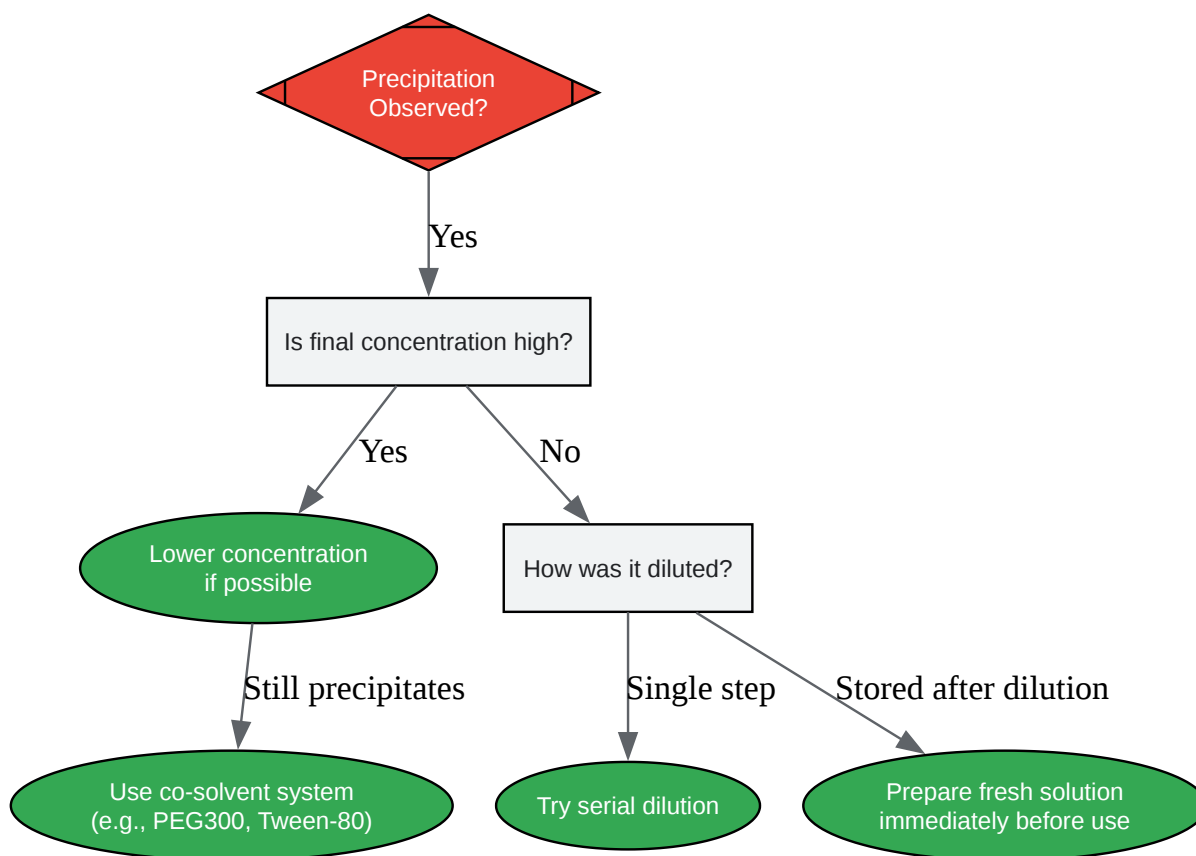 Precipitation
Observed?
Yes
Is final concentration high?
Yes
No
Lower concentration
if possible
How was it diluted?
Still precipitates
Single step
Stored after dilution
Use co-solvent system
(e.g., PEG300, Tween-80)
Try serial dilution
Prepare fresh solution
immediately before use